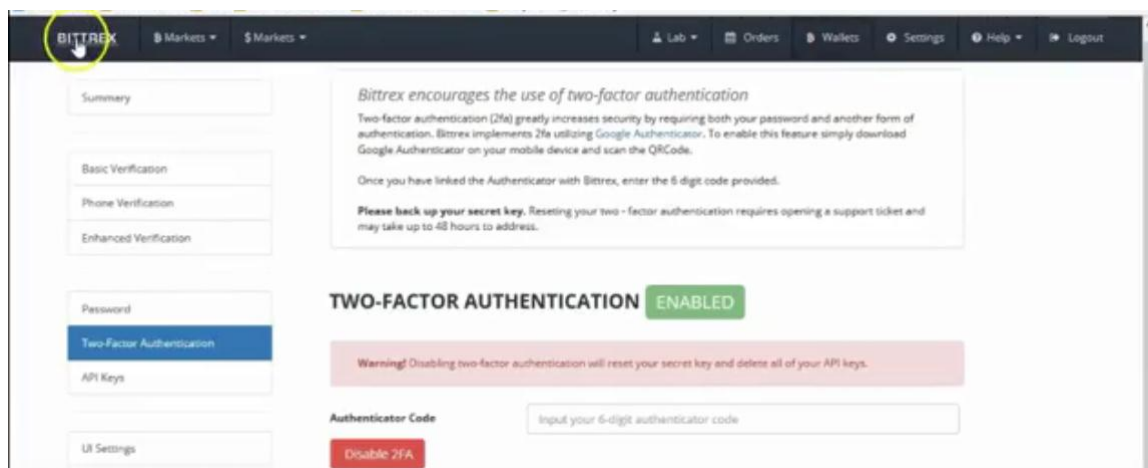 BITTREX B Markets $ Markets Lab Orders B Wallets Settings Help Logout
Summary
Basic Verification
Phone Verification
Enhanced Verification
Password
Two-Factor Authentication
API Keys
UI Settings
Bittrex encourages the use of two-factor authentication
Two-factor authentication (2fa) greatly increases security by requiring both your password and another form of
authentication. Bittrex implements 2fa utilizing Google Authenticator. To enable this feature simply download
Google Authenticator on your mobile device and scan the QRCode.
Once you have linked the Authenticator with Bittrex, enter the 6 digit code provided.
Please back up your secret key. Reseting your two - factor authentication requires opening a support ticket and
may take up to 48 hours to address.
TWO-FACTOR AUTHENTICATION ENABLED
Warning! Disabling two-factor authentication will reset your secret key and delete all of your API keys.
Authenticator Code Input your 6-digit authenticator code
Disable 2FA